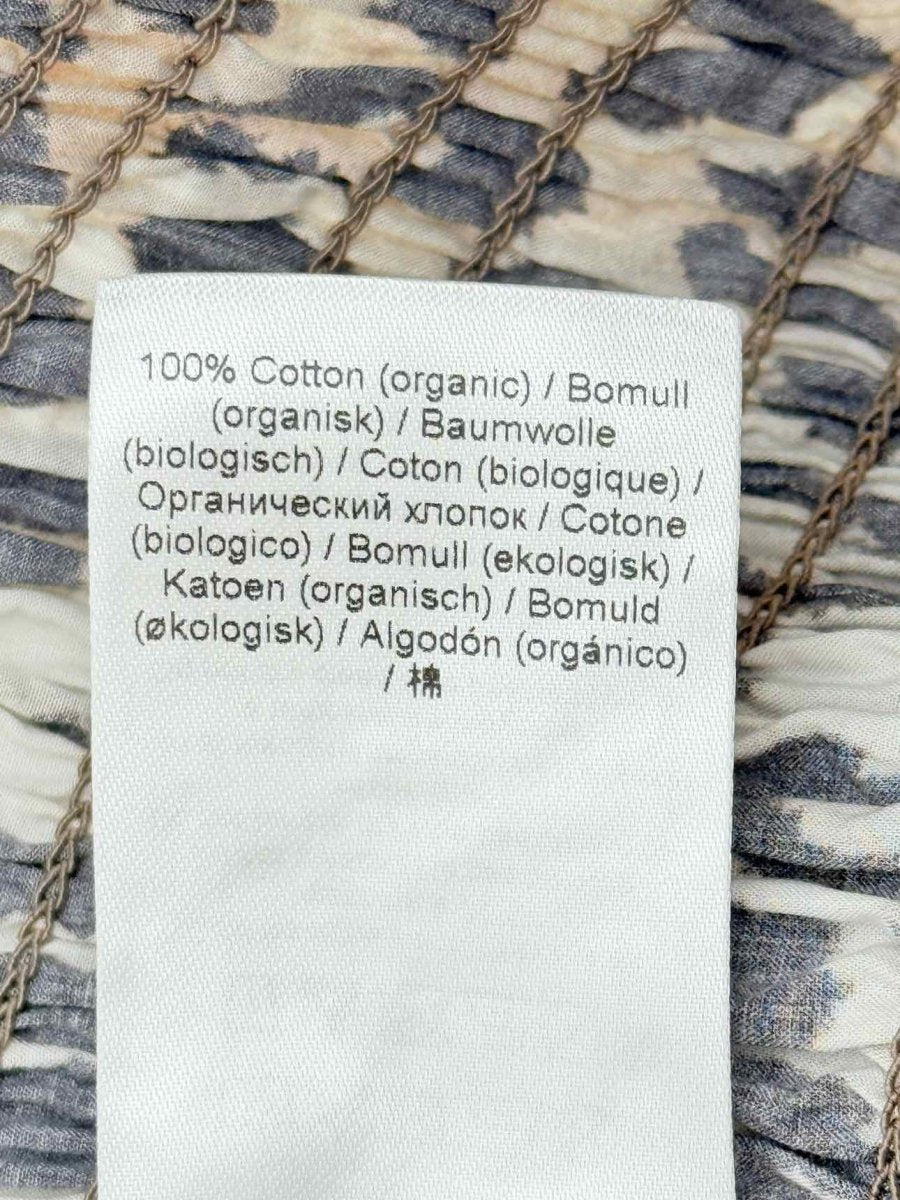 100% Cotton (organic) / Bomull
(organisk) / Baumwolle
(biologisch) / Coton (biologique) /
Органический хлопок / Cotone
(biologico) / Bomull (ekologisk) /
Katoen (organisch) / Bomuld
(økologisk) / Algodón (orgánico)
/ 棉